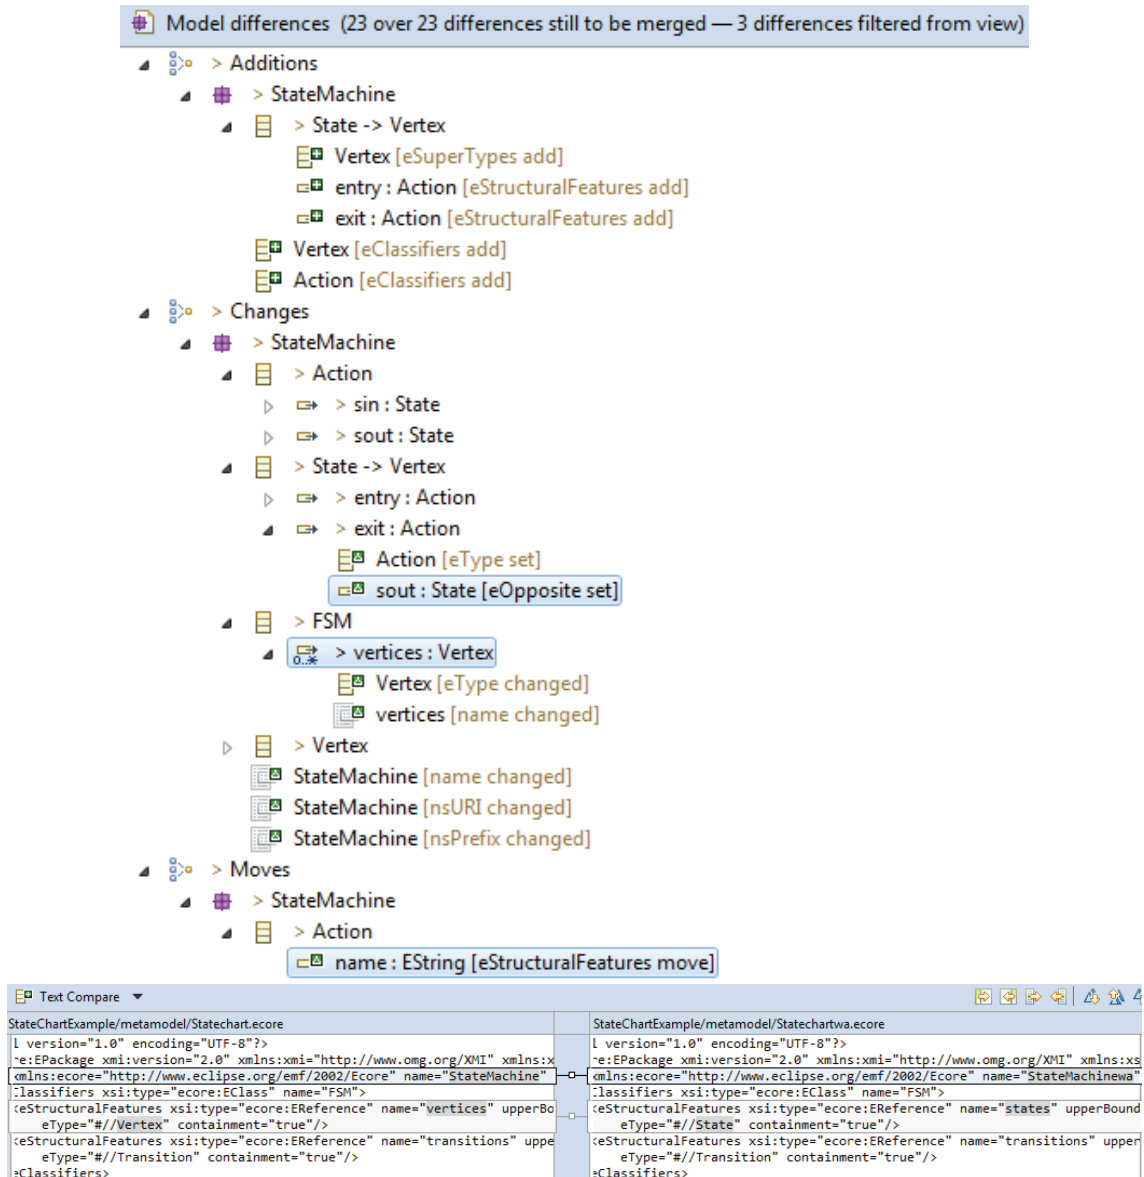 Model differences (23 over 23 differences still to be merged — 3 differences filtered from view)
> Additions
> StateMachine
> State -> Vertex
Vertex [eSuperTypes add]
entry : Action [eStructuralFeatures add]
exit : Action [eStructuralFeatures add]
Vertex [eClassifiers add]
Action [eClassifiers add]
> Changes
> StateMachine
> Action
> sin : State
> sout : State
> State -> Vertex
> entry : Action
> exit : Action
Action [eType set]
sout : State [eOpposite set]
> FSM
0..* > vertices : Vertex
Vertex [eType changed]
vertices [name changed]
> Vertex
StateMachine [name changed]
StateMachine [nsURI changed]
StateMachine [nsPrefix changed]
> Moves
> StateMachine
> Action
name : EString [eStructuralFeatures move]
Text Compare
StateChartExample/metamodel/Statechart.ecore
l version="1.0" encoding="UTF-8"?>
e:EPackage xmi:version="2.0" xmlns:xmi="http://www.omg.org/XMI" xmlns:x
mlns:ecore="http://www.eclipse.org/emf/2002/Ecore" name="StateMachine"
lassifiers xsi:type="ecore:EClass" name="FSM">
eStructuralFeatures xsi:type="ecore:EReference" name="vertices" upperBo
eType="#//Vertex" containment="true"/>
eStructuralFeatures xsi:type="ecore:EReference" name="transitions" uppe
eType="#//Transition" containment="true"/>
Classifiers>
StateChartExample/metamodel/Statechartwa.ecore
l version="1.0" encoding="UTF-8"?>
e:EPackage xmi:version="2.0" xmlns:xmi="http://www.omg.org/XMI" xmlns:xs
mlns:ecore="http://www.eclipse.org/emf/2002/Ecore" name="StateMachinewa"
lassifiers xsi:type="ecore:EClass" name="FSM">
eStructuralFeatures xsi:type="ecore:EReference" name="states" upperBound
eType="#//State" containment="true"/>
eStructuralFeatures xsi:type="ecore:EReference" name="transitions" upper
eType="#//Transition" containment="true"/>
Classifiers>